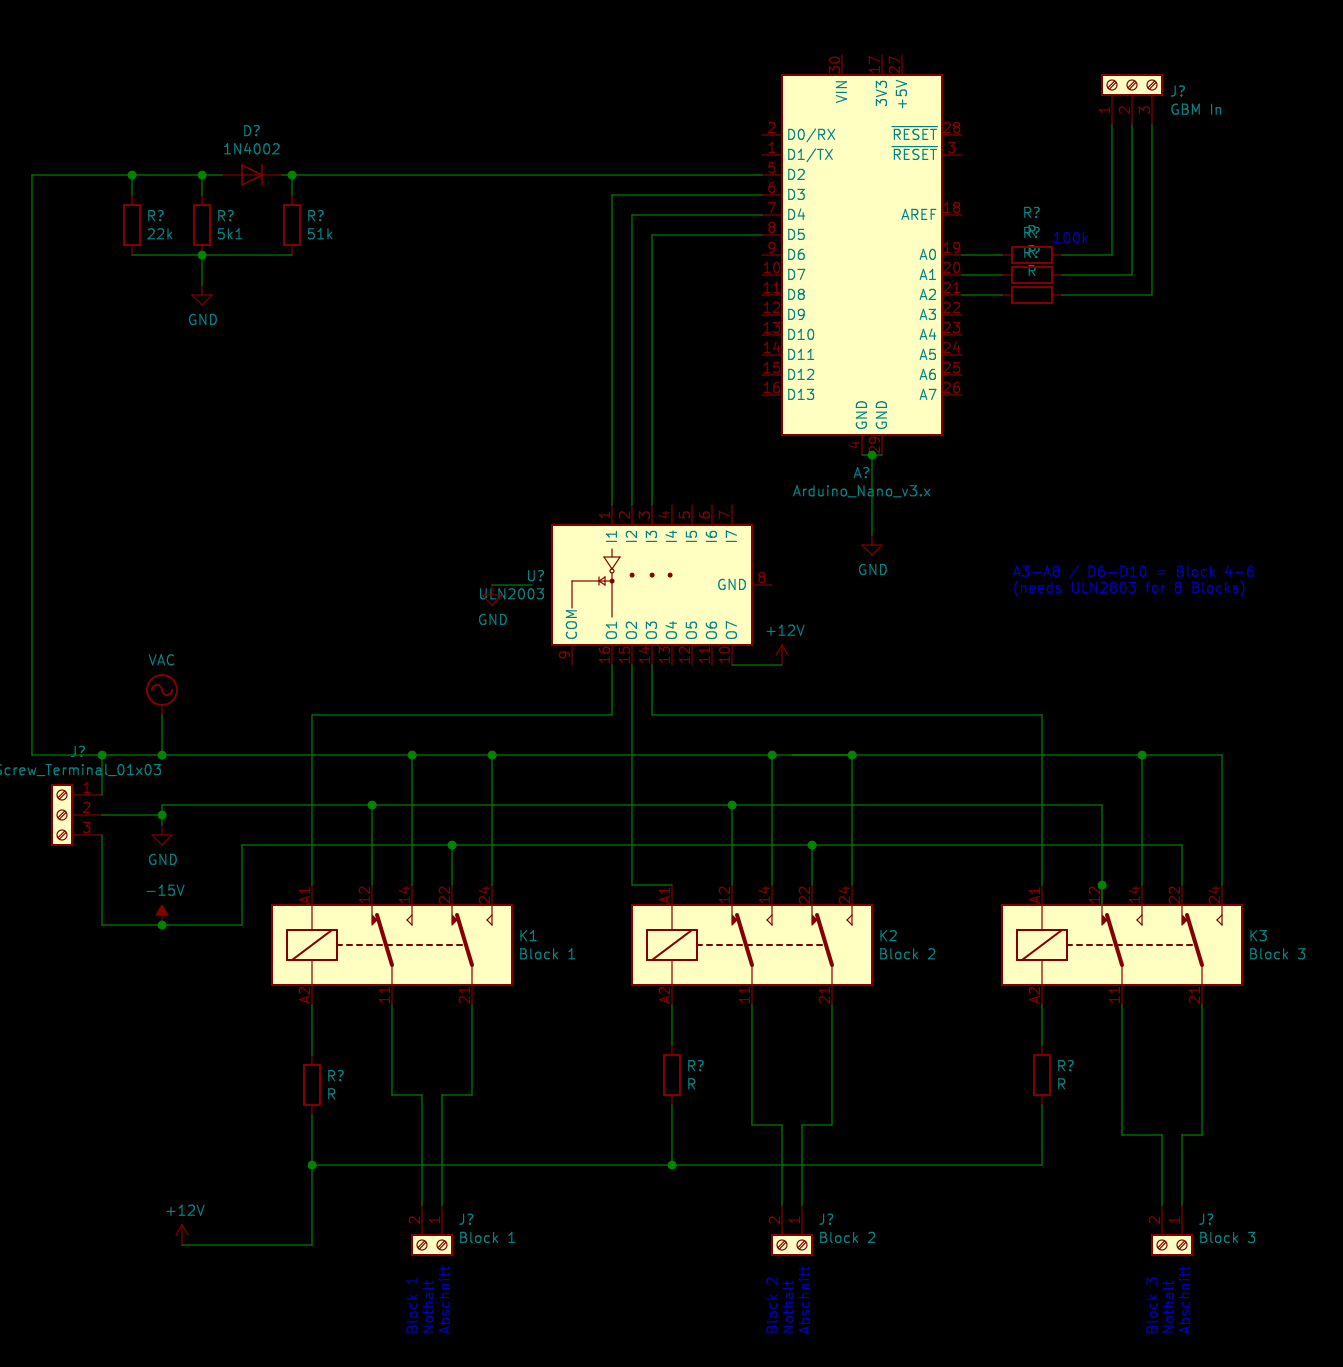 30
17
27
VIN
3V3
+5V
J?
GBM In
1
2
3
D?
1N4002
2
D0/RX
RESET
28
1
D1/TX
RESET
3
5
D2
6
D3
7
D4
AREF
18
8
D5
9
D6
A0
19
10
D7
A1
20
11
D8
A2
21
12
D9
A3
22
13
D10
A4
23
14
D11
A5
24
15
D12
A6
25
16
D13
A7
26
GND
GND
4
29
A?
Arduino_Nano_v3.x
GND
R?
22k
R?
5k1
R?
51k
GND
R?
R?
R?
R
100k
1
2
3
4
5
6
7
I1
I2
I3
I4
I5
I6
I7
U?
ULN2003
GND
GND
8
COM
O1
O2
O3
O4
O5
O6
O7
9
16
15
14
13
12
11
10
+12V
A3-A8 / D6-D10 = Block 4-6
(needs ULN2803 for 8 Blocks)
VAC
J?
Screw_Terminal_01x03
1
2
3
GND
-15V
A1
12
14
22
24
K1
Block 1
A2
11
21
A1
12
14
22
24
K2
Block 2
A2
11
21
A1
12
14
22
24
K3
Block 3
A2
11
21
R?
R
R?
R
R?
R
+12V
2
1
J?
Block 1
2
1
J?
Block 2
2
1
J?
Block 3
Block 1
Nothalt
Abschnitt
Block 2
Nothalt
Abschnitt
Block 3
Nothalt
Abschnitt